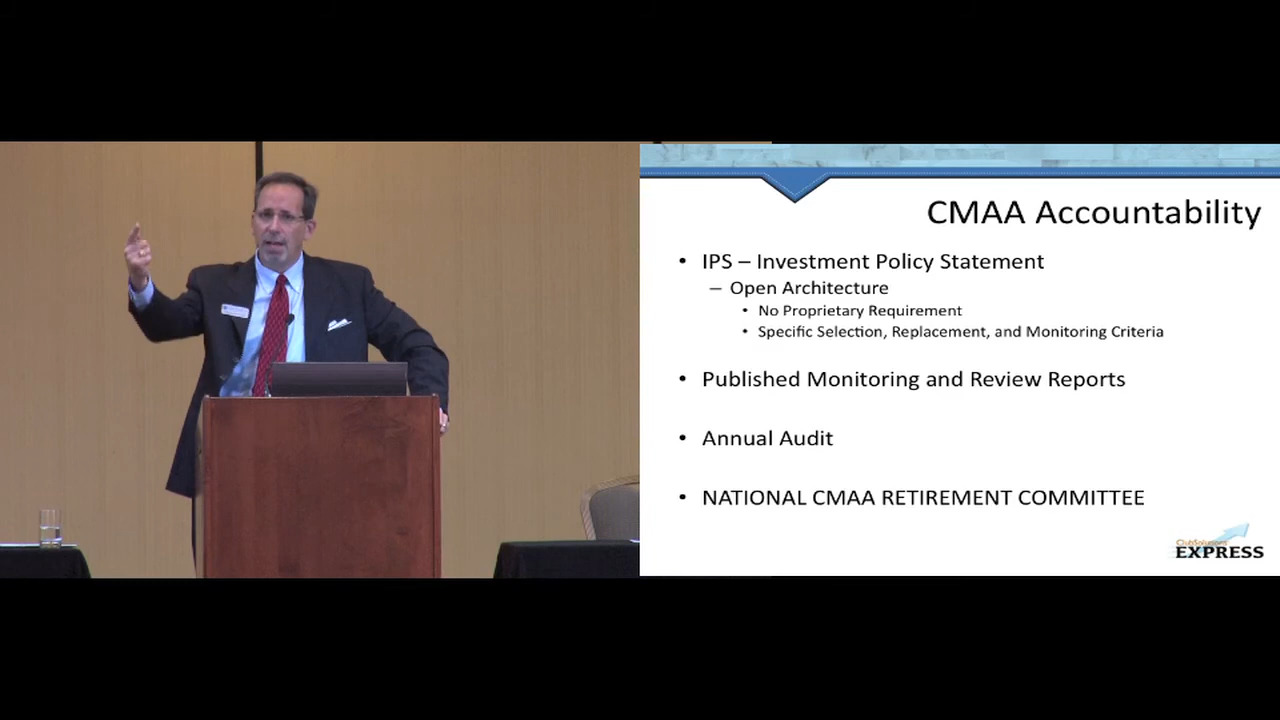 CMAA Accountability
• IPS – Investment Policy Statement
– Open Architecture
• No Proprietary Requirement
• Specific Selection, Replacement, and Monitoring Criteria
• Published Monitoring and Review Reports
• Annual Audit
• NATIONAL CMAA RETIREMENT COMMITTEE
ClubSolutions
EXPRESS